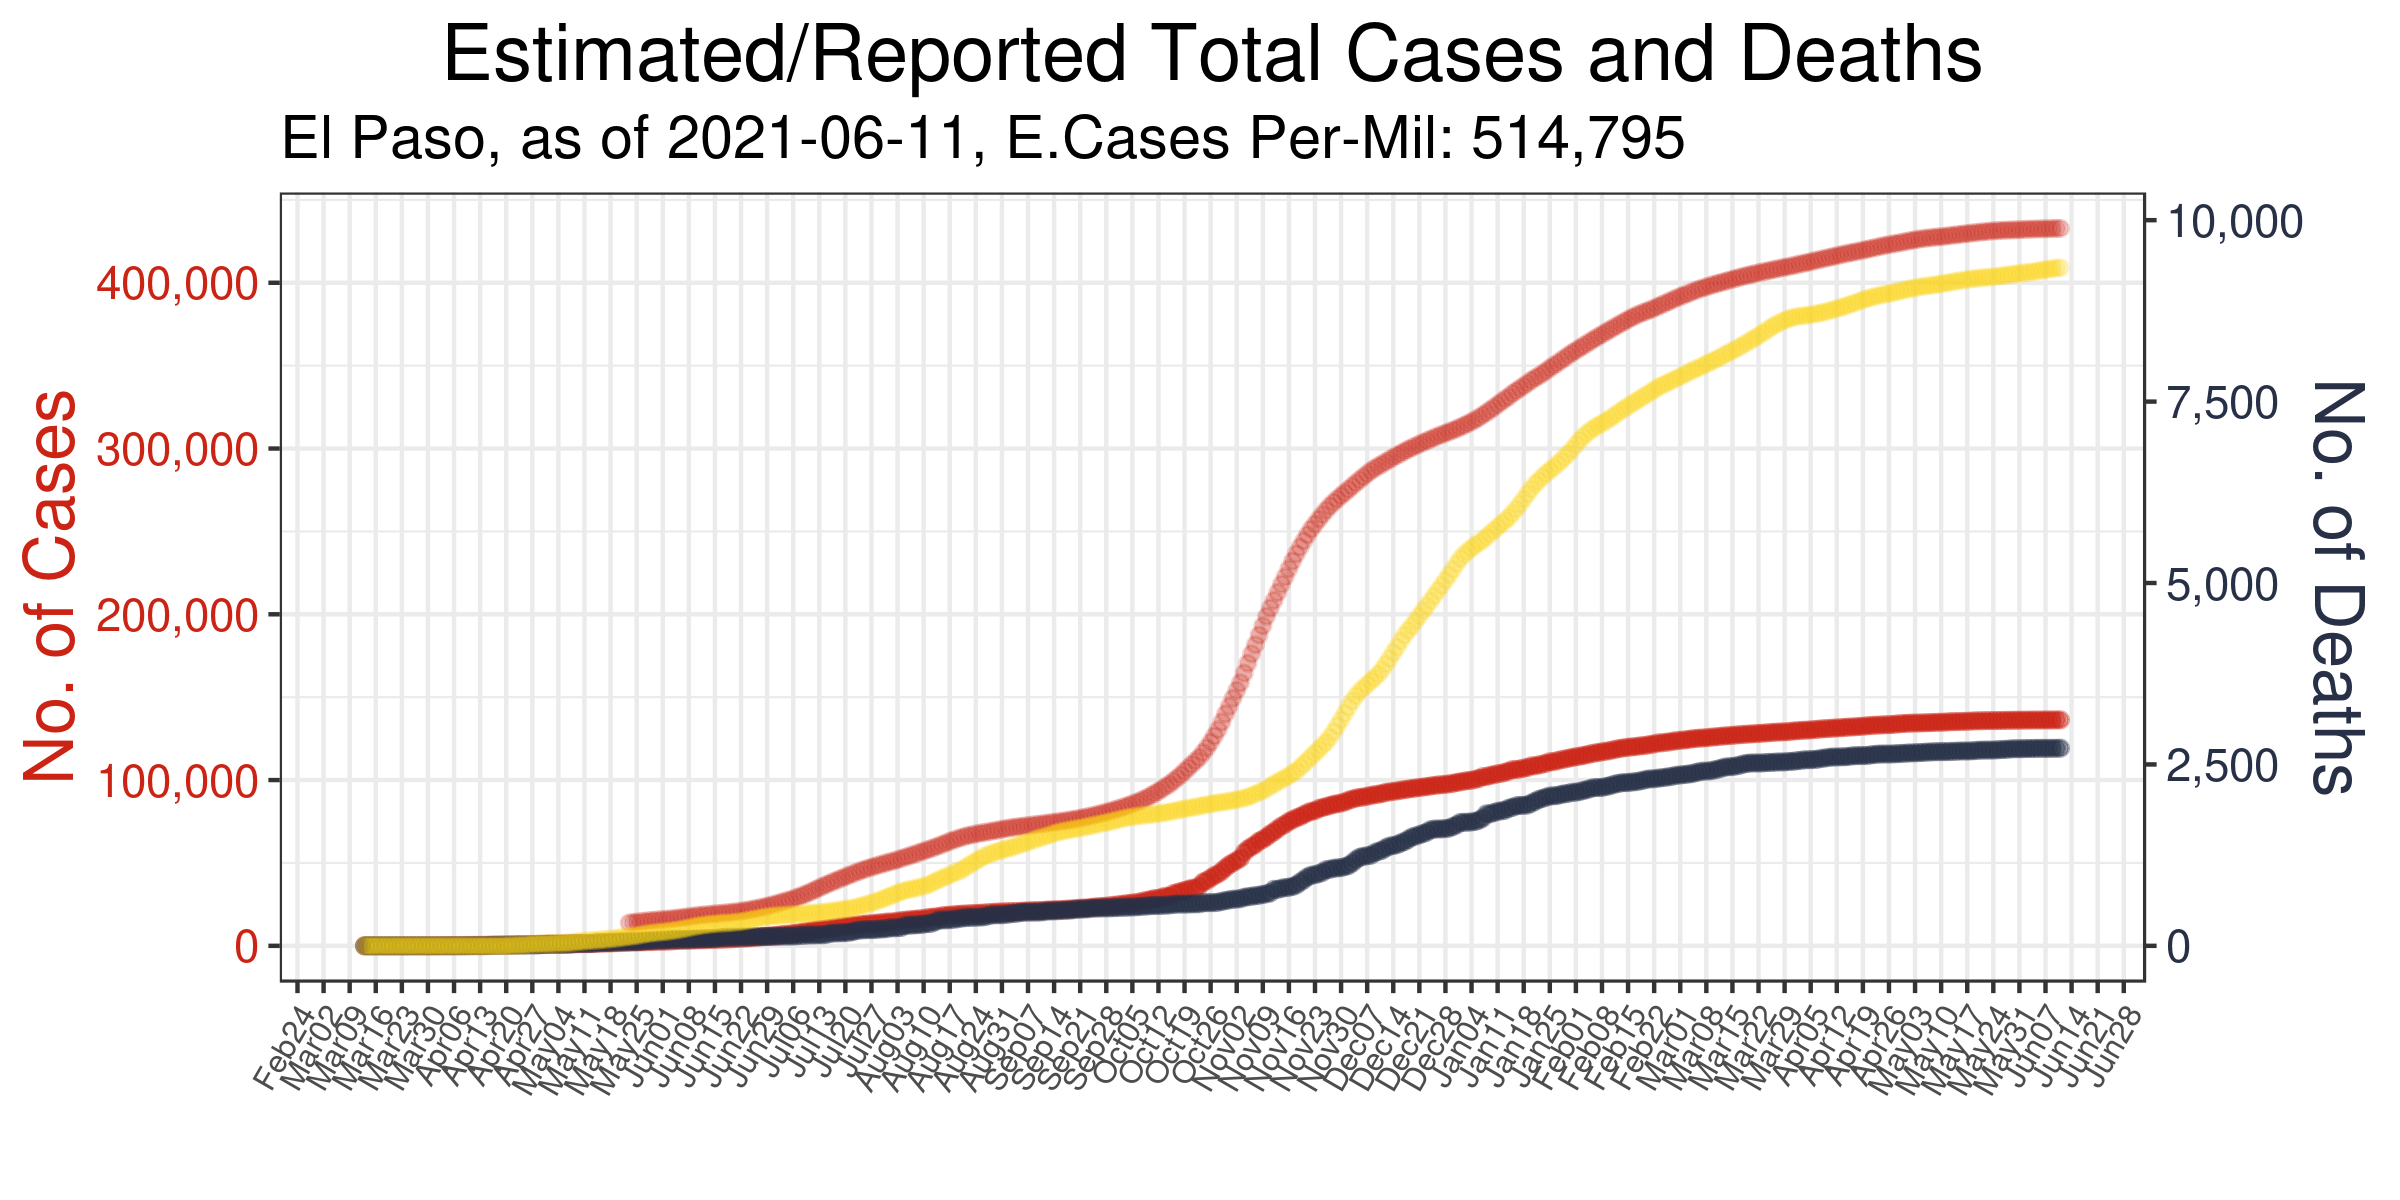 Estimated/Reported Total Cases and Deaths
El Paso, as of 2021-06-11, E.Cases Per-Mil: 514,795
No. of Cases
400,000
300,000
200,000
100,000
0
10,000
7,500
5,000
2,500
0
No. of Deaths
Feb24
Mar02
Mar09
Mar16
Mar23
Mar30
Apr06
Apr13
Apr20
Apr27
May04
May11
May18
May25
Jun01
Jun08
Jun15
Jun22
Jun29
Jul06
Jul13
Jul20
Jul27
Aug03
Aug10
Aug17
Aug24
Aug31
Sep07
Sep14
Sep21
Sep28
Oct05
Oct12
Oct19
Oct26
Nov02
Nov09
Nov16
Nov23
Nov30
Dec07
Dec14
Dec21
Dec28
Jan04
Jan11
Jan18
Jan25
Feb01
Feb08
Feb15
Feb22
Mar01
Mar08
Mar15
Mar22
Mar29
Apr05
Apr12
Apr19
Apr26
May03
May10
May17
May24
May31
Jun07
Jun14
Jun21
Jun28